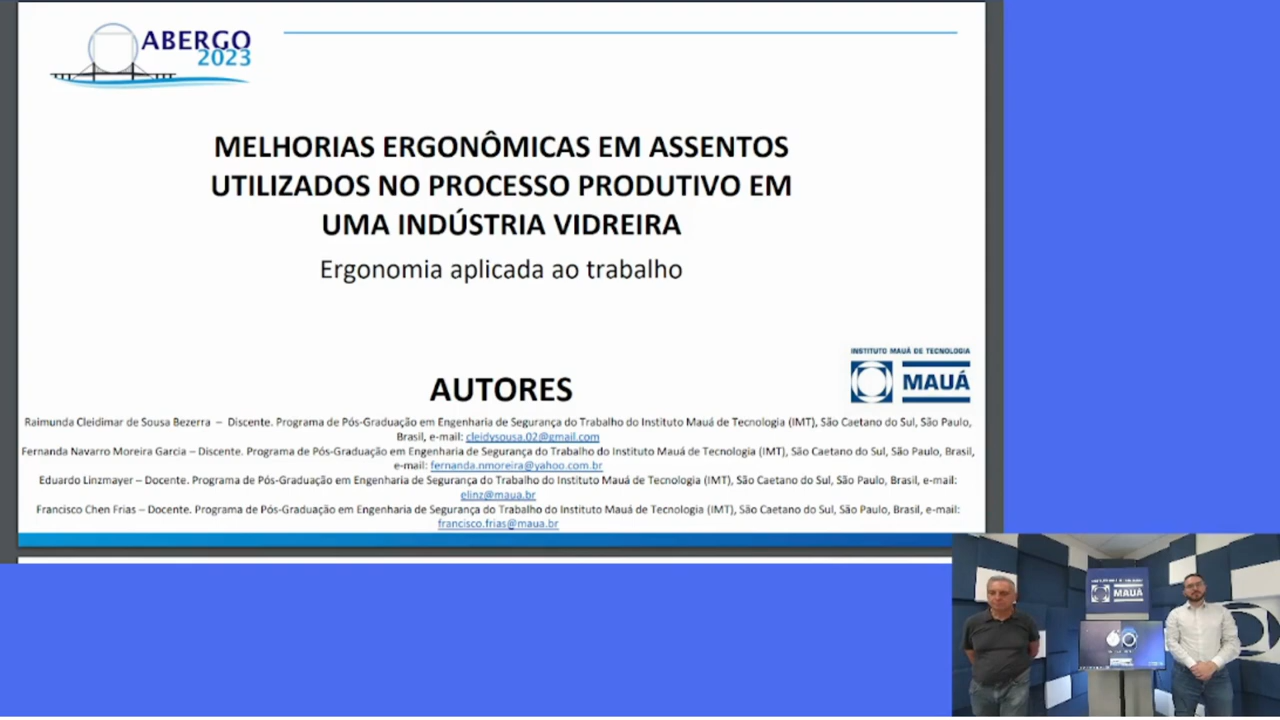 ABERGO
2023
MELHORIAS ERGONÔMICAS EM ASSENTOS
UTILIZADOS NO PROCESSO PRODUTIVO EM
UMA INDÚSTRIA VIDREIRA
Ergonomia aplicada ao trabalho
INSTITUTO MAUÁ DE TECNOLOGIA
MAUÁ
AUTORES
Raimunda Cleidimar de Sousa Bezerra – Discente. Programa de Pós-Graduação em Engenharia de Segurança do Trabalho do Instituto Mauá de Tecnologia (IMT), São Caetano do Sul, São Paulo,
Brasil, e-mail: cleidysousa.02@gmail.com
Fernanda Navarro Moreira Garcia – Discente. Programa de Pós-Graduação em Engenharia de Segurança do Trabalho do Instituto Mauá de Tecnologia (IMT), São Caetano do Sul, São Paulo, Brasil,
e-mail: fernanda.nmoreira@yahoo.com.br
Eduardo Linzmayer – Docente. Programa de Pós-Graduação em Engenharia de Segurança do Trabalho do Instituto Mauá de Tecnologia (IMT), São Caetano do Sul, São Paulo, Brasil, e-mail:
elinz@maua.br
Francisco Chen Frias – Docente. Programa de Pós-Graduação em Engenharia de Segurança do Trabalho do Instituto Mauá de Tecnologia (IMT), São Caetano do Sul, São Paulo, Brasil, e-mail:
francisco.frias@maua.br
MAUÁ